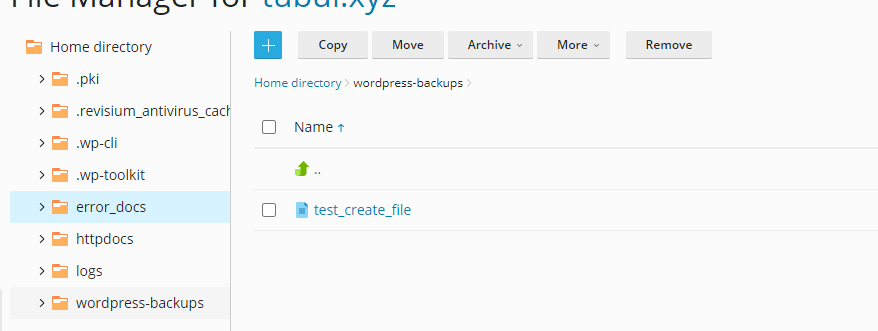 File Manager for tubul.xyz
Home directory
.pki
.revisium_antivirus_cach
.wp-cli
.wp-toolkit
error_docs
httpdocs
logs
wordpress-backups
Copy Move Archive More Remove
Home directory wordpress-backups
Name ↑
..
test_create_file